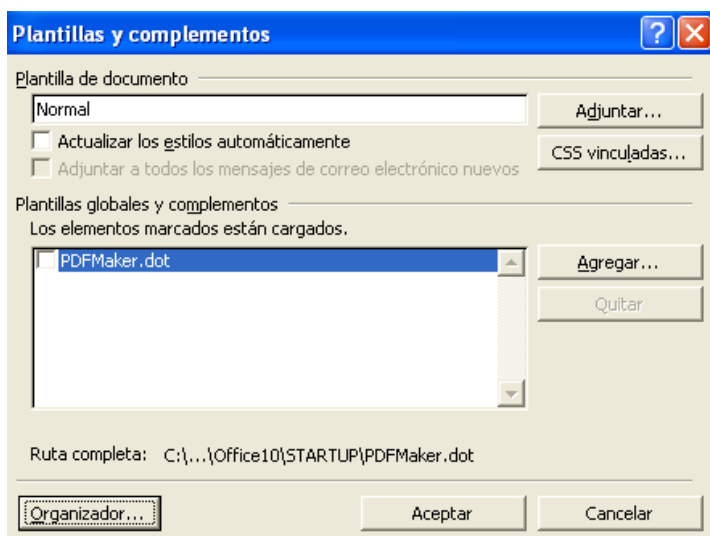 Plantillas y complementos
Plantilla de documento
Normal
Adjuntar...
Actualizar los estilos automáticamente
CSS vinculadas...
Adjuntar a todos los mensajes de correo electrónico nuevos
Plantillas globales y complementos
Los elementos marcados están cargados.
PDFMaker.dot
Agregar...
Quitar
Ruta completa: C:\...\Office10\STARTUP\PDFMaker.dot
Organizador...
Aceptar
Cancelar